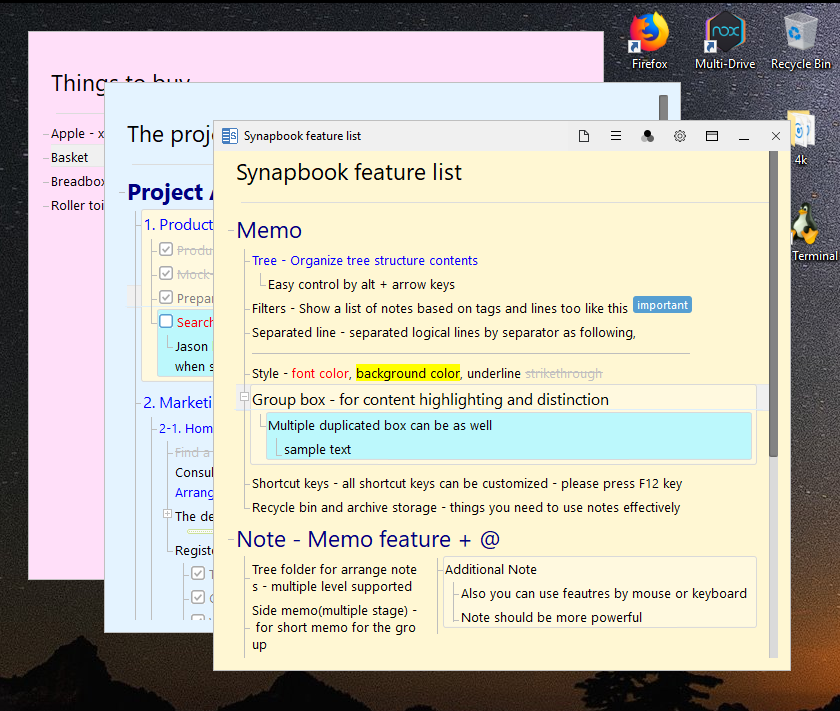 Firefox
Multi-Drive
Recycle Bin
4k
Terminal
Things to buy
Apple - x
Basket
Breadbox
Roller toi
The proj
Project
1. Product
Produ
Mock-
Prepar
Search
Jason
when s
2. Marketi
2-1. Hom
Find a
Consul
Arrang
The de
Registe
Synapbook feature list
Synapbook feature list
Memo
Tree - Organize tree structure contents
Easy control by alt + arrow keys
Filters - Show a list of notes based on tags and lines too like this important
Separated line - separated logical lines by separator as following,
Style - font color, background color, underline strikethrough
Group box - for content highlighting and distinction
Multiple duplicated box can be as well
sample text
Shortcut keys - all shortcut keys can be customized - please press F12 key
Recycle bin and archive storage - things you need to use notes effectively
Note - Memo feature + @
Tree folder for arrange note
s - multiple level supported
Side memo(multiple stage) -
for short memo for the gro
up
Additional Note
Also you can use feautres by mouse or keyboard
Note should be more powerful